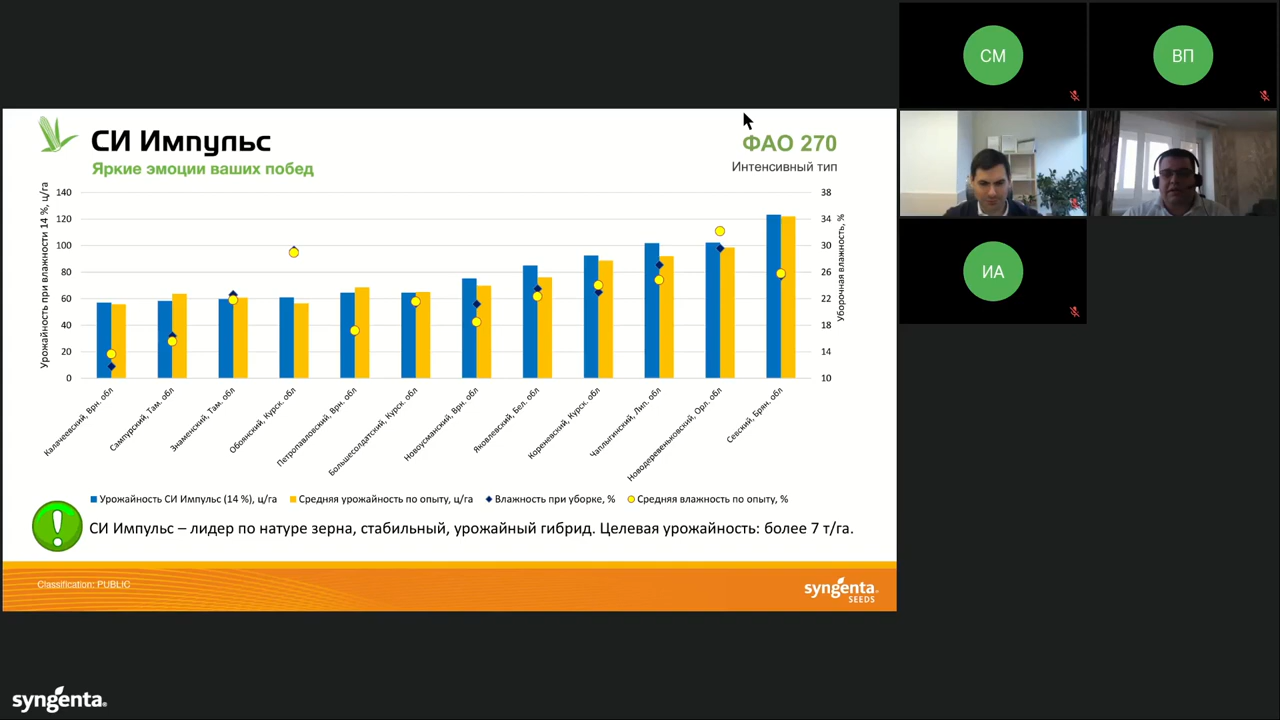 СМ
ВП
ИА
СИ Импульс
Яркие эмоции ваших побед
ФАО 270
Интенсивный тип
Урожайность при влажности 14 %, ц/га
140
120
100
80
60
40
20
0
38
34
30
26
22
18
14
10
Уборочная влажность, %
Калачеевский, Врн. обл
Сампурский, Там. обл
Знаменский, Там. обл
Обоянский, Курск. обл
Петропавловский, Врн. обл
Большесолдатский, Курск. обл
Новоусманский, Врн. обл
Яковлевский, Бел. обл
Кореневский, Курск. обл
Чаплыгинский, Лип. обл
Новодеревеньковский, Орл. обл
Севский, Брян. обл
Урожайность СИ Импульс (14 %), ц/га Средняя урожайность по опыту, ц/га Влажность при уборке, % Средняя влажность по опыту, %
СИ Импульс – лидер по натуре зерна, стабильный, урожайный гибрид. Целевая урожайность: более 7 т/га.
Classification: PUBLIC
syngenta
SEEDS
syngenta